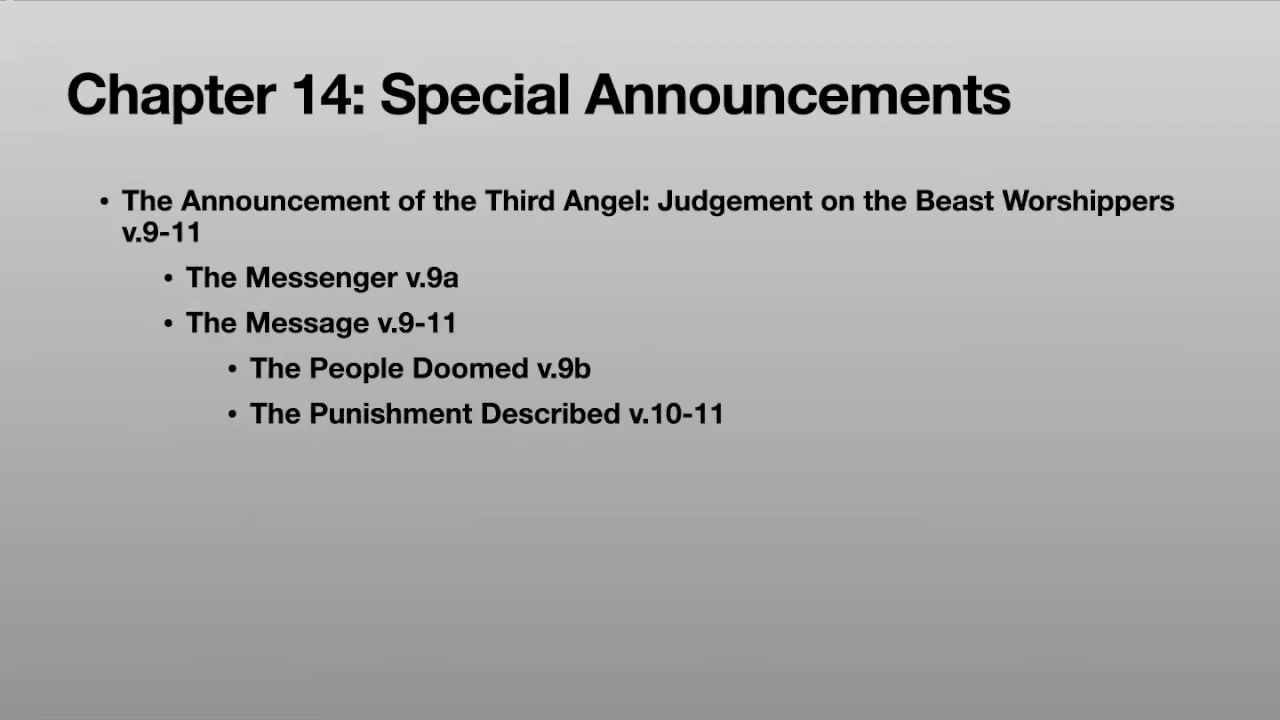 Chapter 14: Special Announcements
• The Announcement of the Third Angel: Judgement on the Beast Worshippers
v.9-11
• The Messenger v.9a
• The Message v.9-11
• The People Doomed v.9b
• The Punishment Described v.10-11